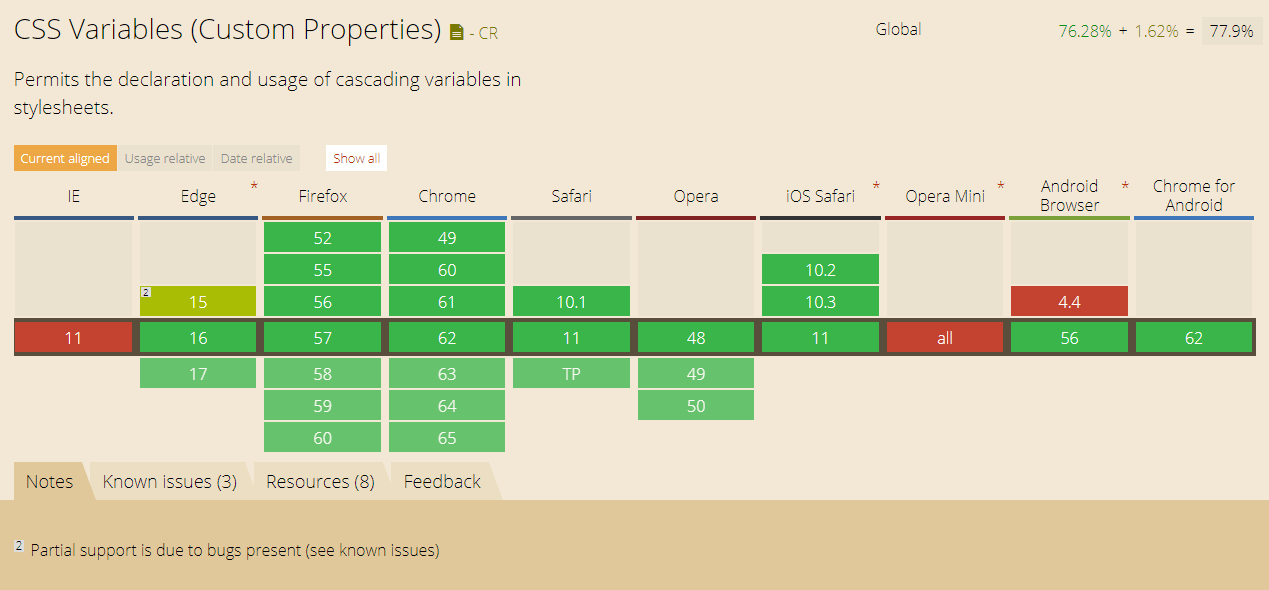 CSS Variables (Custom Properties) - CR
Global
76.28% + 1.62% = 77.9%
Permits the declaration and usage of cascading variables in
stylesheets.
Current aligned Usage relative Date relative Show all
IE Edge * Firefox Chrome Safari Opera iOS Safari * Opera Mini * Android Browser * Chrome for Android
52 49
55 60 10.2
2 15 56 61 10.1 10.3 4.4
11 16 57 62 11 48 11 all 56 62
17 58 63 TP 49
59 64 50
60 65
Notes Known issues (3) Resources (8) Feedback
2 Partial support is due to bugs present (see known issues)